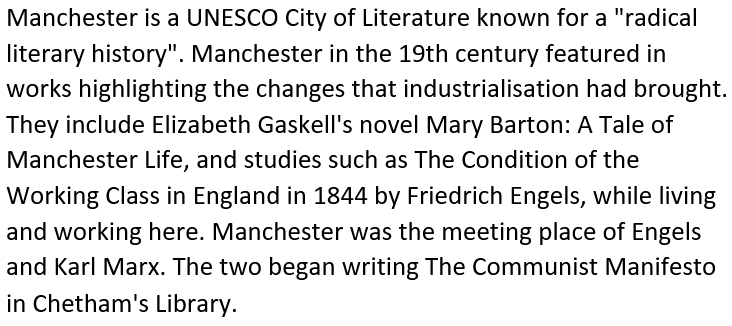 Manchester is a UNESCO City of Literature known for a "radical
literary history". Manchester in the 19th century featured in
works highlighting the changes that industrialisation had brought.
They include Elizabeth Gaskell's novel Mary Barton: A Tale of
Manchester Life, and studies such as The Condition of the
Working Class in England in 1844 by Friedrich Engels, while living
and working here. Manchester was the meeting place of Engels
and Karl Marx. The two began writing The Communist Manifesto
in Chetham's Library.